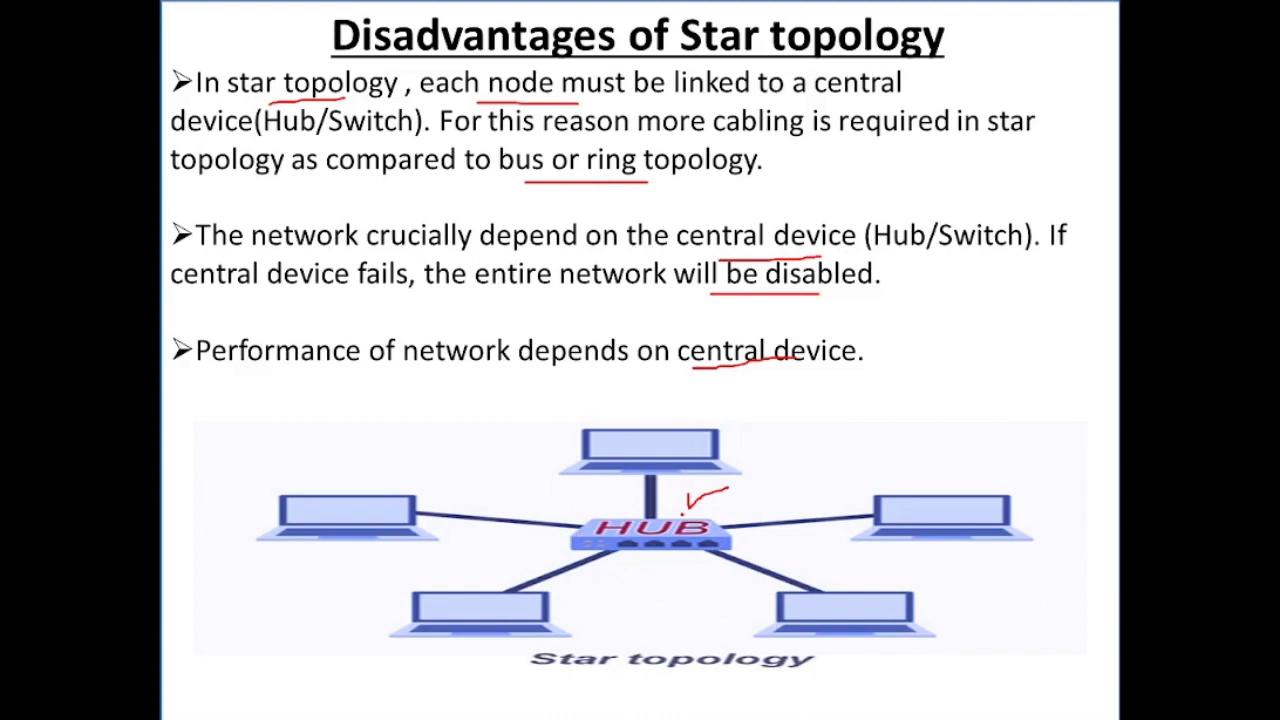 Disadvantages of Star topology
➢In star topology , each node must be linked to a central
device(Hub/Switch). For this reason more cabling is required in star
topology as compared to bus or ring topology.
➢The network crucially depend on the central device (Hub/Switch). If
central device fails, the entire network will be disabled.
➢Performance of network depends on central device.
HUB
Star topology